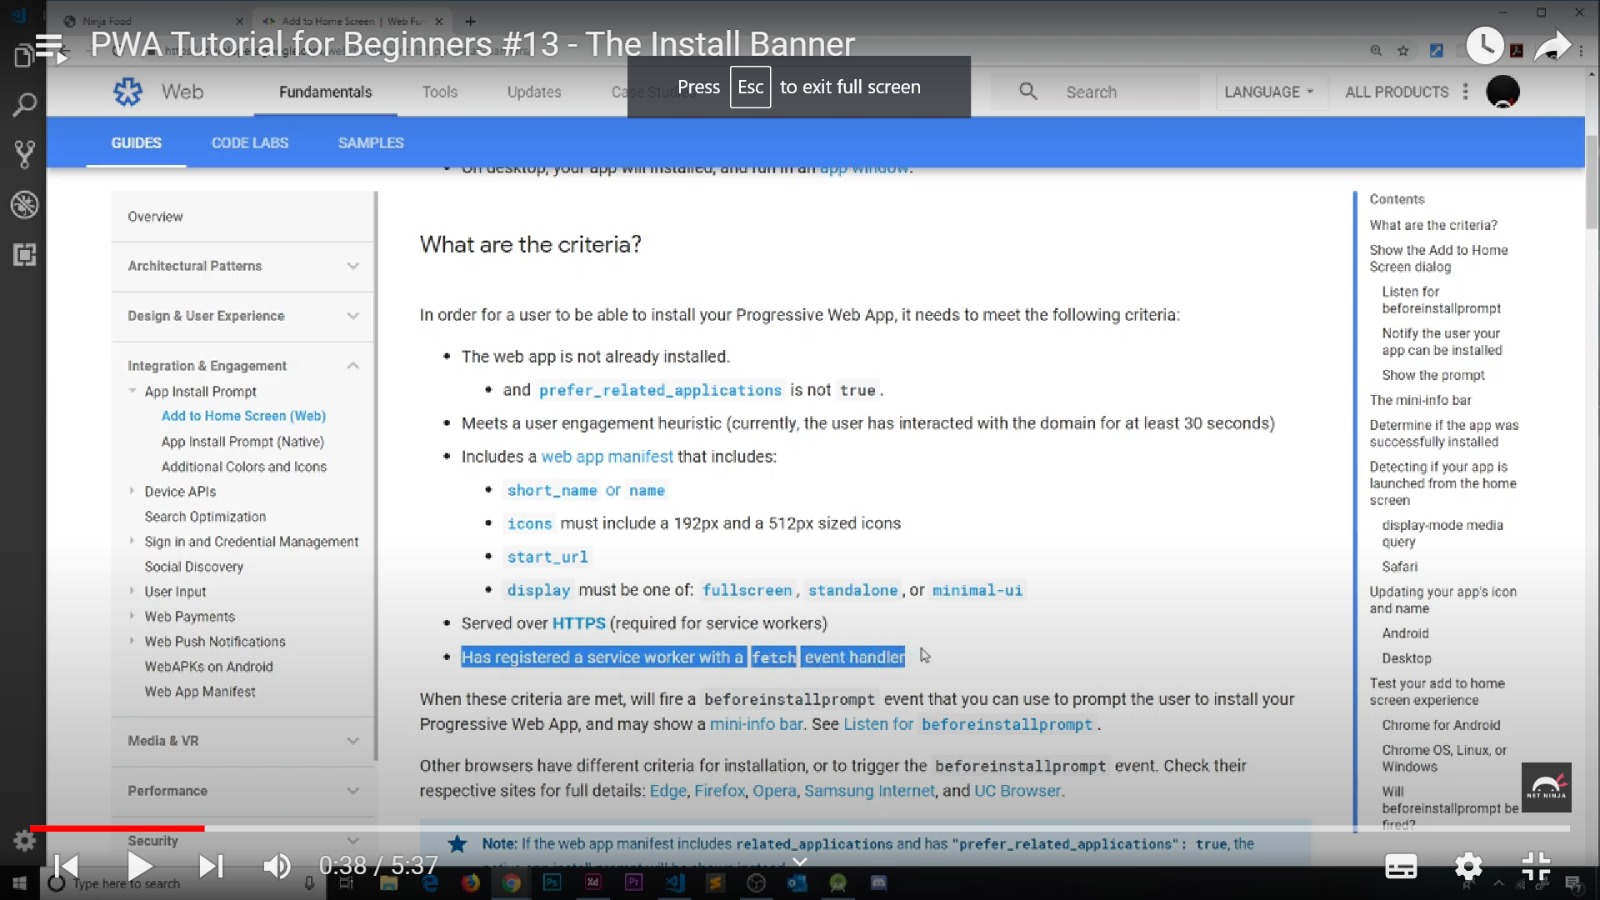 Ninja Food
Add to Home Screen | Web Fu
PWA Tutorial for Beginners #13 - The Install Banner
Press Esc to exit full screen
Web
Fundamentals
Tools
Updates
Case Studies
Search
LANGUAGE
ALL PRODUCTS
GUIDES
CODE LABS
SAMPLES
On desktop, your app will installed, and run in an app window.
Overview
Architectural Patterns
Design & User Experience
Integration & Engagement
App Install Prompt
Add to Home Screen (Web)
App Install Prompt (Native)
Additional Colors and Icons
Device APIs
Search Optimization
Sign in and Credential Management
Social Discovery
User Input
Web Payments
Web Push Notifications
WebAPKs on Android
Web App Manifest
Media & VR
Performance
Security
What are the criteria?
In order for a user to be able to install your Progressive Web App, it needs to meet the following criteria:
• The web app is not already installed.
• and prefer_related_applications is not true.
• Meets a user engagement heuristic (currently, the user has interacted with the domain for at least 30 seconds)
• Includes a web app manifest that includes:
• short_name or name
• icons must include a 192px and a 512px sized icons
• start_url
• display must be one of: fullscreen, standalone, or minimal-ui
• Served over HTTPS (required for service workers)
• Has registered a service worker with a fetch event handler
When these criteria are met, will fire a beforeinstallprompt event that you can use to prompt the user to install your
Progressive Web App, and may show a mini-info bar. See Listen for beforeinstallprompt.
Other browsers have different criteria for installation, or to trigger the beforeinstallprompt event. Check their
respective sites for full details: Edge, Firefox, Opera, Samsung Internet, and UC Browser.
Note: If the web app manifest includes related_applications and has "prefer_related_applications": true, the
Contents
What are the criteria?
Show the Add to Home
Screen dialog
Listen for
beforeinstallprompt
Notify the user your
app can be installed
Show the prompt
The mini-info bar
Determine if the app was
successfully installed
Detecting if your app is
launched from the home
screen
display-mode media
query
Safari
Updating your app's icon
and name
Android
Desktop
Test your add to home
screen experience
Chrome for Android
Chrome OS, Linux, or
Windows
Will
beforeinstallprompt be
fired?
NET NINJA
0:38 / 5:37
Type here to search
Ps
Xd
Pr